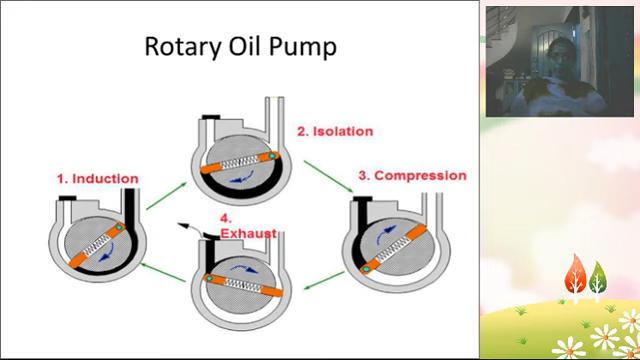 Rotary Oil Pump
1. Induction
2. Isolation
3. Compression
4.
Exhaust